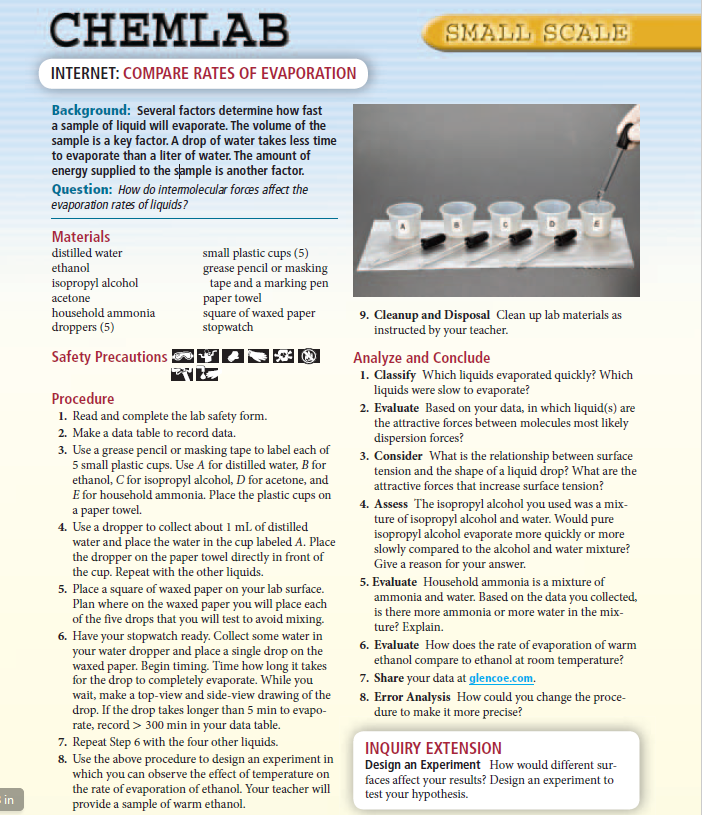 CHEMLAB
SMALL SCALE
INTERNET: COMPARE RATES OF EVAPORATION
Background: Several factors determine how fast
a sample of liquid will evaporate. The volume of the
sample is a key factor. A drop of water takes less time
to evaporate than a liter of water. The amount of
energy supplied to the sample is another factor.
Question: How do intermolecular forces affect the
evaporation rates of liquids?
Materials
distilled water
ethanol
isopropyl alcohol
acetone
household ammonia
droppers (5)
small plastic cups (5)
grease pencil or masking
tape and a marking pen
paper towel
square of waxed paper
stopwatch
Safety Precautions
Procedure
1. Read and complete the lab safety form.
2. Make a data table to record data.
3. Use a grease pencil or masking tape to label each of
5 small plastic cups. Use A for distilled water, B for
ethanol, C for isopropyl alcohol, D for acetone, and
E for household ammonia. Place the plastic cups on
a paper towel.
4. Use a dropper to collect about 1 mL of distilled
water and place the water in the cup labeled A. Place
the dropper on the paper towel directly in front of
the cup. Repeat with the other liquids.
5. Place a square of waxed paper on your lab surface.
Plan where on the waxed paper you will place each
of the five drops that you will test to avoid mixing.
6. Have your stopwatch ready. Collect some water in
your water dropper and place a single drop on the
waxed paper. Begin timing. Time how long it takes
for the drop to completely evaporate. While you
wait, make a top-view and side-view drawing of the
drop. If the drop takes longer than 5 min to evapo-
rate, record > 300 min in your data table.
7. Repeat Step 6 with the four other liquids.
8. Use the above procedure to design an experiment in
which you can observe the effect of temperature on
the rate of evaporation of ethanol. Your teacher will
provide a sample of warm ethanol.
in
A B C D E
9. Cleanup and Disposal Clean up lab materials as
instructed by your teacher.
Analyze and Conclude
1. Classify Which liquids evaporated quickly? Which
liquids were slow to evaporate?
2. Evaluate Based on your data, in which liquid(s) are
the attractive forces between molecules most likely
dispersion forces?
3. Consider What is the relationship between surface
tension and the shape of a liquid drop? What are the
attractive forces that increase surface tension?
4. Assess The isopropyl alcohol you used was a mix-
ture of isopropyl alcohol and water. Would pure
isopropyl alcohol evaporate more quickly or more
slowly compared to the alcohol and water mixture?
Give a reason for your answer.
5. Evaluate Household ammonia is a mixture of
ammonia and water. Based on the data you collected,
is there more ammonia or more water in the mix-
ture? Explain.
6. Evaluate How does the rate of evaporation of warm
ethanol compare to ethanol at room temperature?
7. Share your data at glencoe.com.
8. Error Analysis How could you change the proce-
dure to make it more precise?
INQUIRY EXTENSION
Design an Experiment How would different sur-
faces affect your results? Design an experiment to
test your hypothesis.